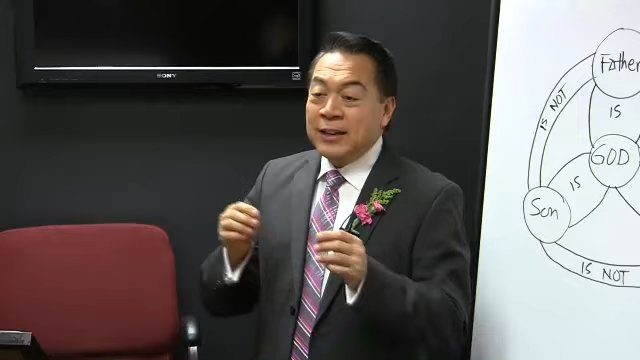 SONY
Father
IS NOT
IS
GOD
IS
Son
IS NOT